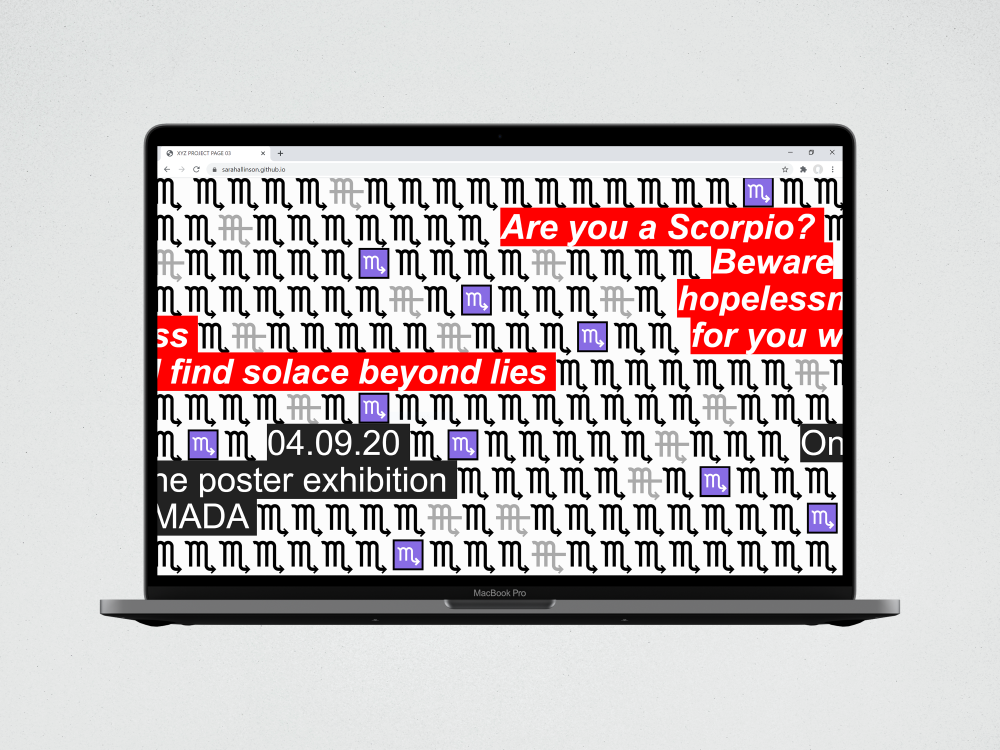 XYZ PROJECT PAGE 03
sarahallinson.github.io
Are you a Scorpio?
Beware
hopelessn
ss for you w
l find solace beyond lies
04.09.20 On
ne poster exhibition
MADA
MacBook Pro